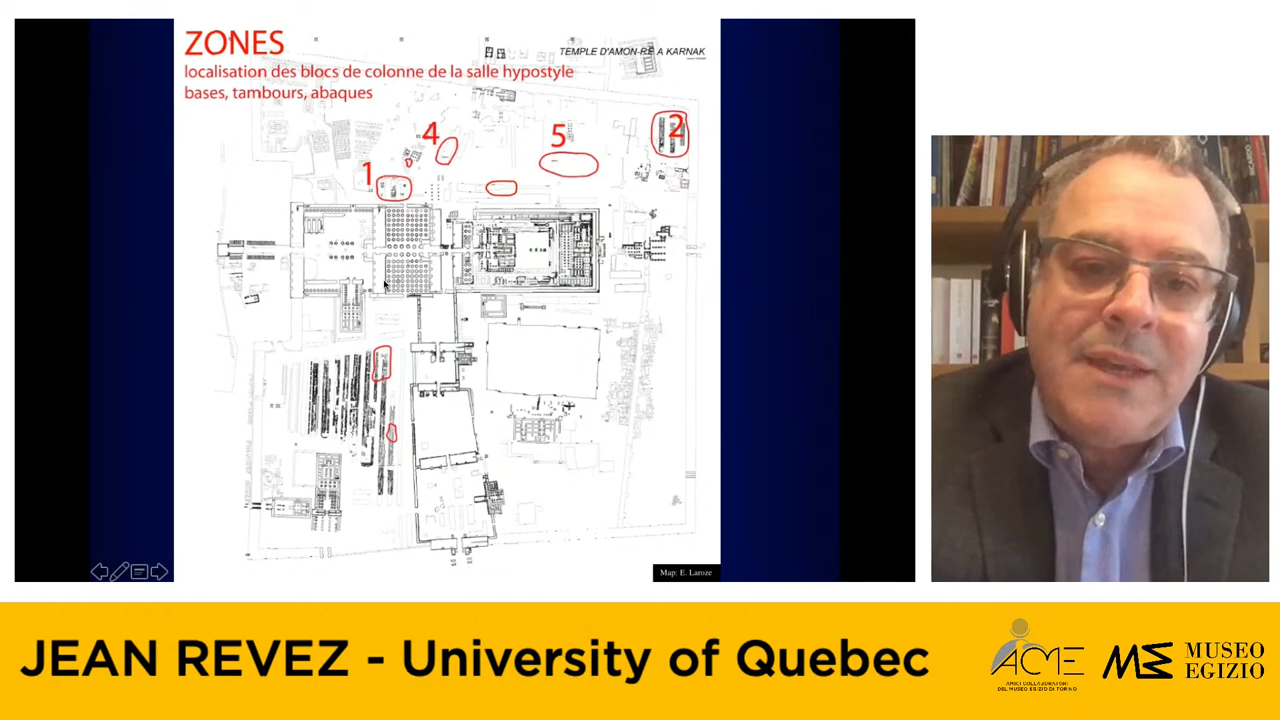 ZONES
localisation des blocs de colonne de la salle hypostyle
bases, tambours, abaques
TEMPLE D'AMON-RE A KARNAK
1
4
5
2
Map: E. Laroze
JEAN REVEZ - University of Quebec
ACME
AMICI COLLABORATORI
DEL MUSEO EGIZIO DI TORINO
ME
MUSEO
EGIZIO